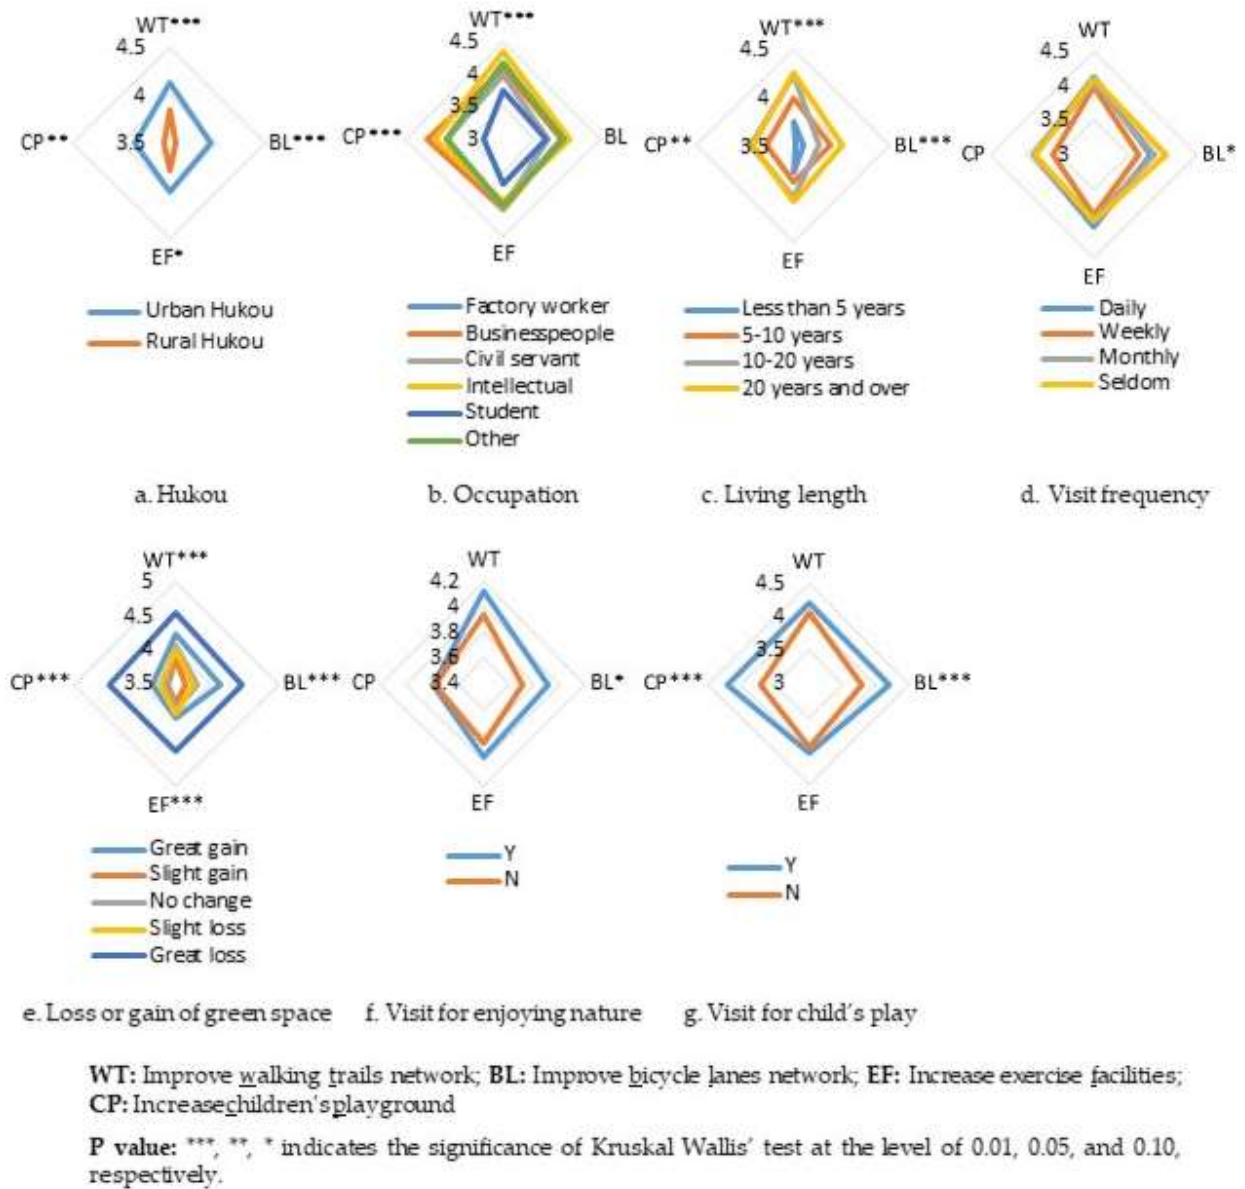 WT***
4.5
4
CP**
3.5
BL***
EF*
Urban Hukou
Rural Hukou
a. Hukou
WT***
4.5
4
3.5
CP***
3
BL
EF
Factory worker
Businesspeople
Civil servant
Intellectual
Student
Other
b. Occupation
WT***
4.5
4
CP**
3.5
BL***
EF
Less than 5 years
5-10 years
10-20 years
20 years and over
c. Living length
WT
4.5
4
3.5
CP
3
BL*
EF
Daily
Weekly
Monthly
Seldom
d. Visit frequency
WT***
5
4.5
4
CP***
3.5
BL***
EF***
Great gain
Slight gain
No change
Slight loss
Great loss
e. Loss or gain of green space
WT
4.2
4
3.8
3.6
CP
3.4
BL*
EF
Y
N
f. Visit for enjoying nature
WT
4.5
4
3.5
CP***
3
BL***
EF
Y
N
g. Visit for child's play
WT: Improve walking trails network; BL: Improve bicycle lanes network; EF: Increase exercise facilities;
CP: Increasechildren'splayground
P value: ***, **, * indicates the significance of Kruskal Wallis' test at the level of 0.01, 0.05, and 0.10,
respectively.